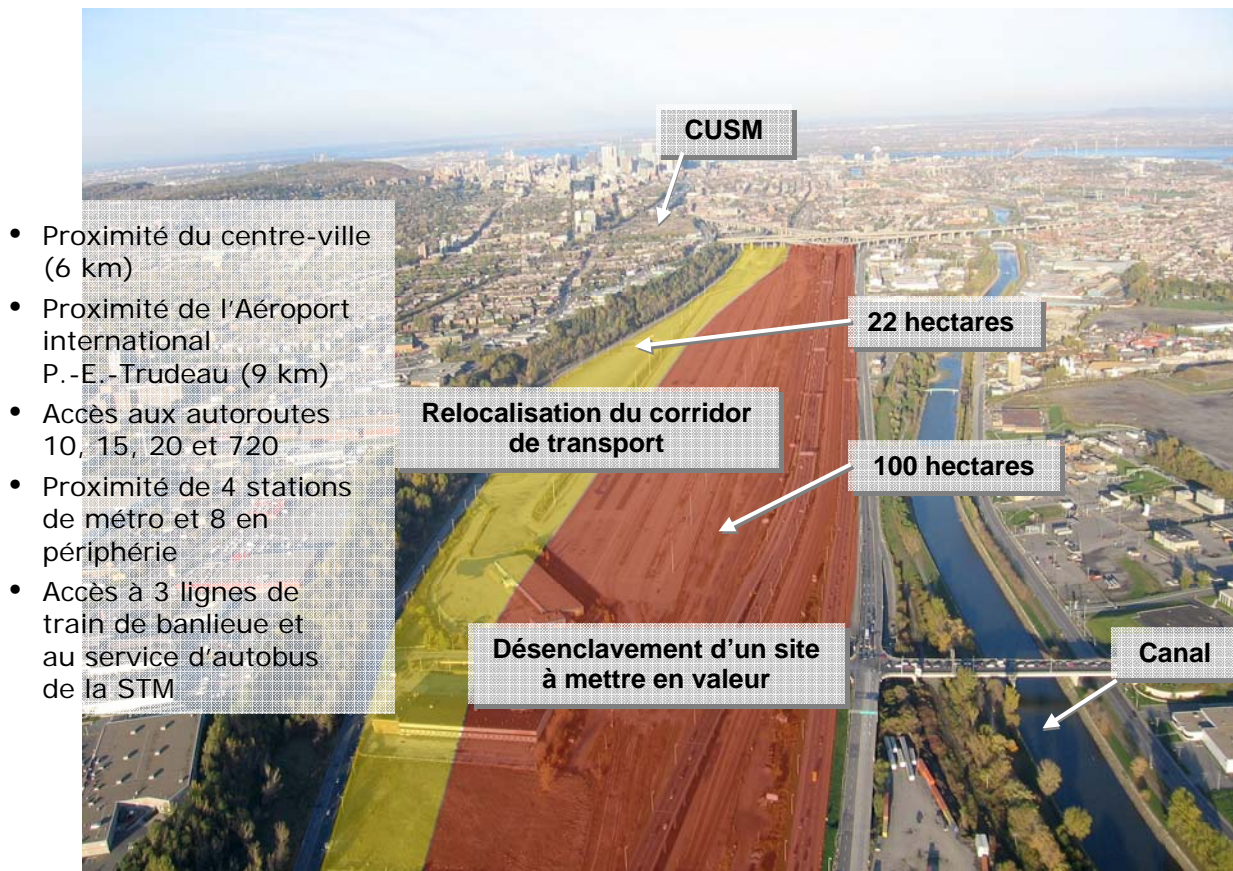 CUSM
• Proximité du centre-ville
(6 km)
• Proximité de l'Aéroport
international
P.-E.-Trudeau (9 km)
• Accès aux autoroutes
10, 15, 20 et 720
• Proximité de 4 stations
de métro et 8 en
périphérie
• Accès à 3 lignes de
train de banlieue et
au service d'autobus
de la STM
22 hectares
Relocalisation du corridor
de transport
100 hectares
Désenclavement d'un site
à mettre en valeur
Canal